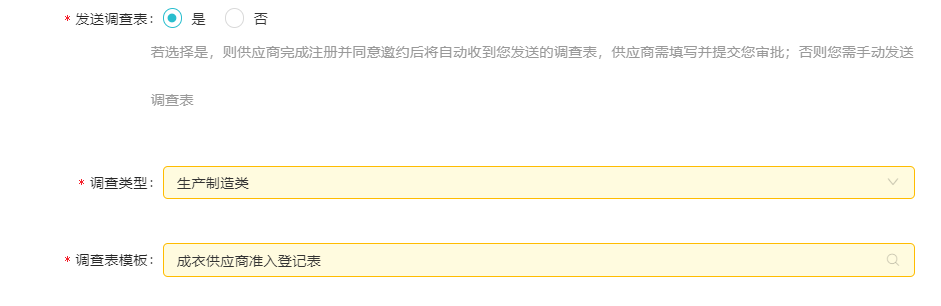 * 发送调查表： 是 否
若选择是，则供应商完成注册并同意邀约后将自动收到您发送的调查表，供应商需填写并提交您审批；否则您需手动发送
调查表
* 调查类型： 生产制造类
* 调查表模板： 成衣供应商准入登记表